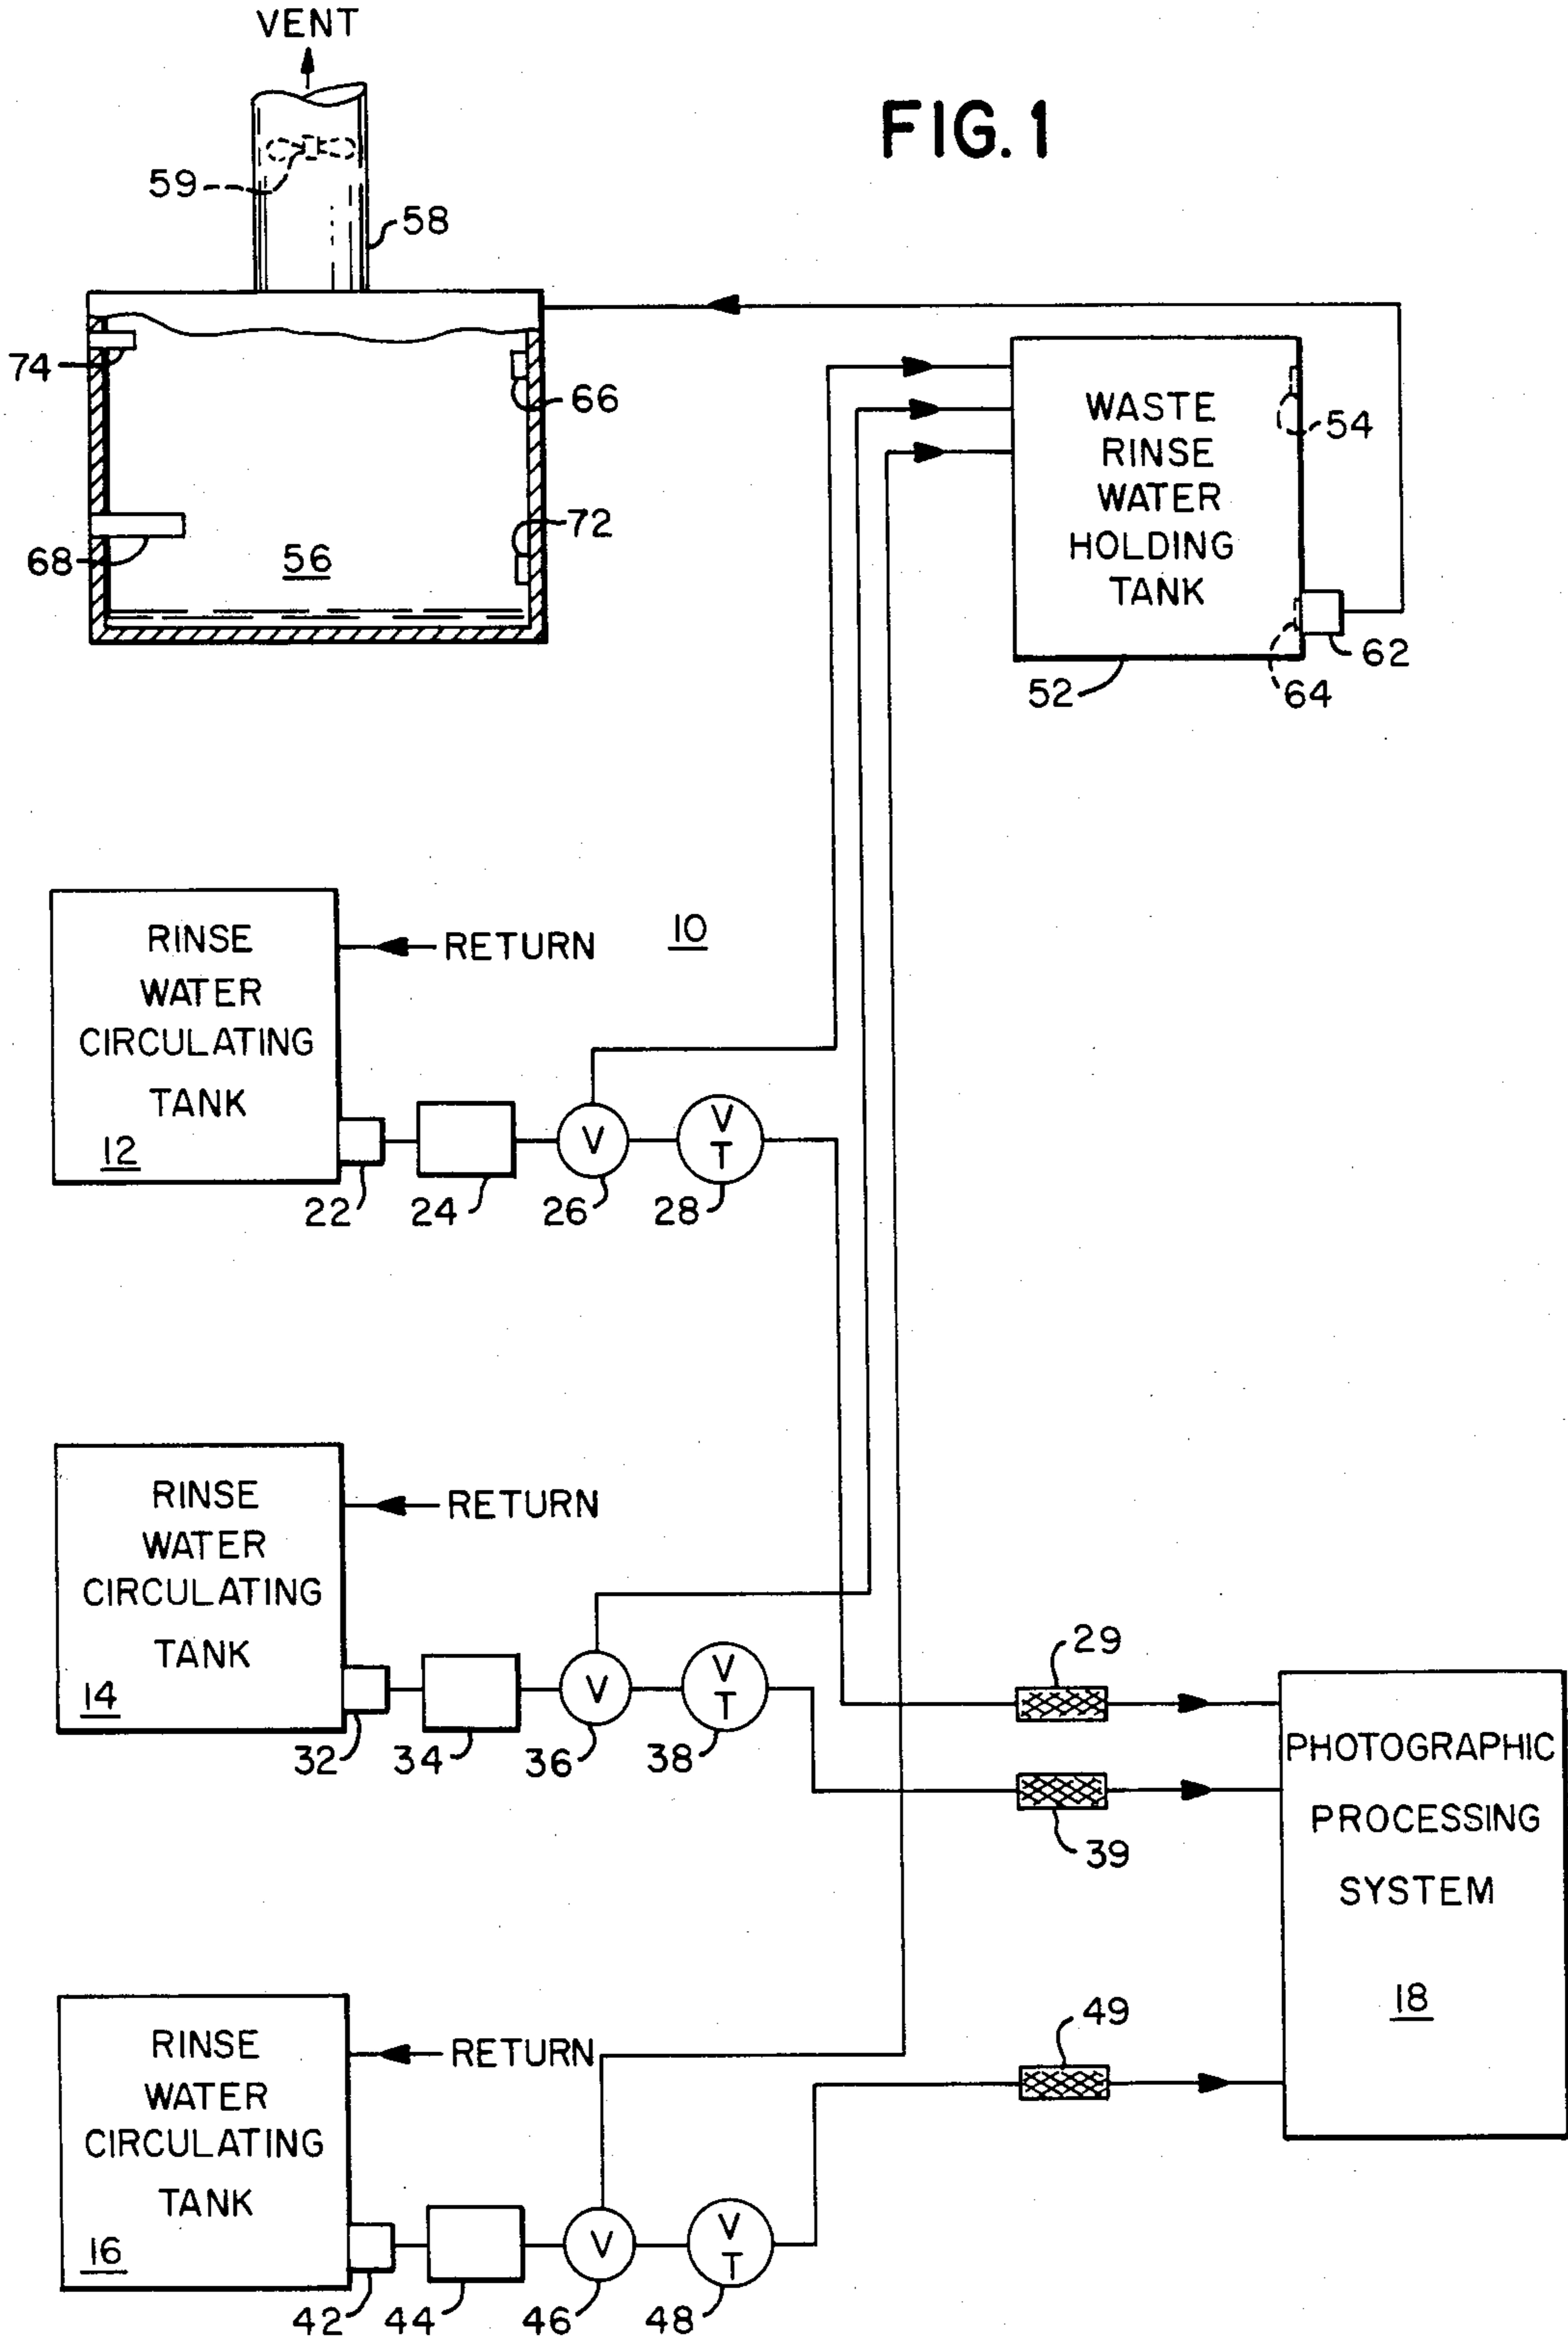 VENT
FIG. 1
59
58
74
66
72
68
56
WASTE
RINSE
WATER
HOLDING
TANK
54
62
52
64
RINSE
WATER
CIRCULATING
TANK
12
RETURN
10
V
V
T
22
24
26
28
RINSE
WATER
CIRCULATING
TANK
14
RETURN
V
V
T
32
34
36
38
29
39
PHOTOGRAPHIC
PROCESSING
SYSTEM
18
49
RINSE
WATER
CIRCULATING
TANK
16
RETURN
V
V
T
42
44
46
48